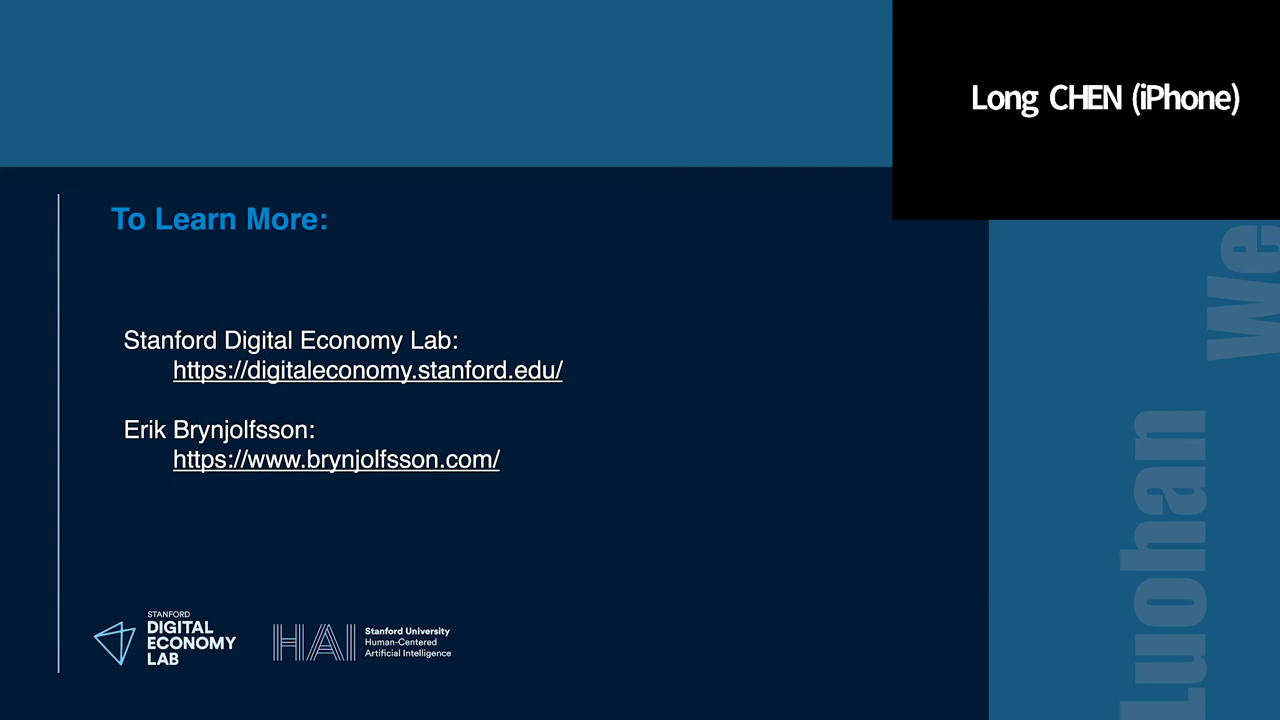 Long CHEN (iPhone)
To Learn More:
Stanford Digital Economy Lab:
https://digitaleconomy.stanford.edu/
Erik Brynjolfsson:
https://www.brynjolfsson.com/
STANFORD
DIGITAL
ECONOMY
LAB
HAI
Stanford University
Human-Centered
Artificial Intelligence
Luohan
We